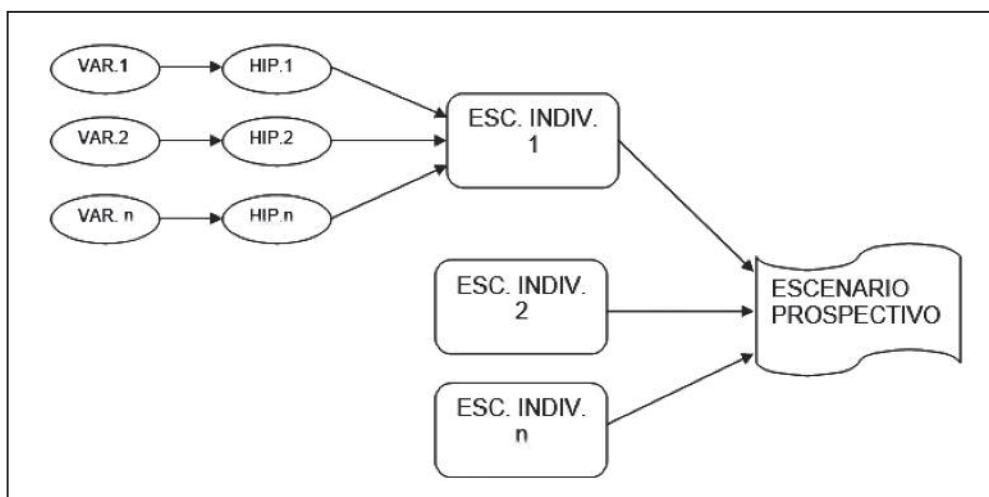 VAR.1
HIP.1
VAR.2
HIP.2
VAR. n
HIP.n
ESC. INDIV.
1
ESC. INDIV.
2
ESC. INDIV.
n
ESCENARIO
PROSPECTIVO